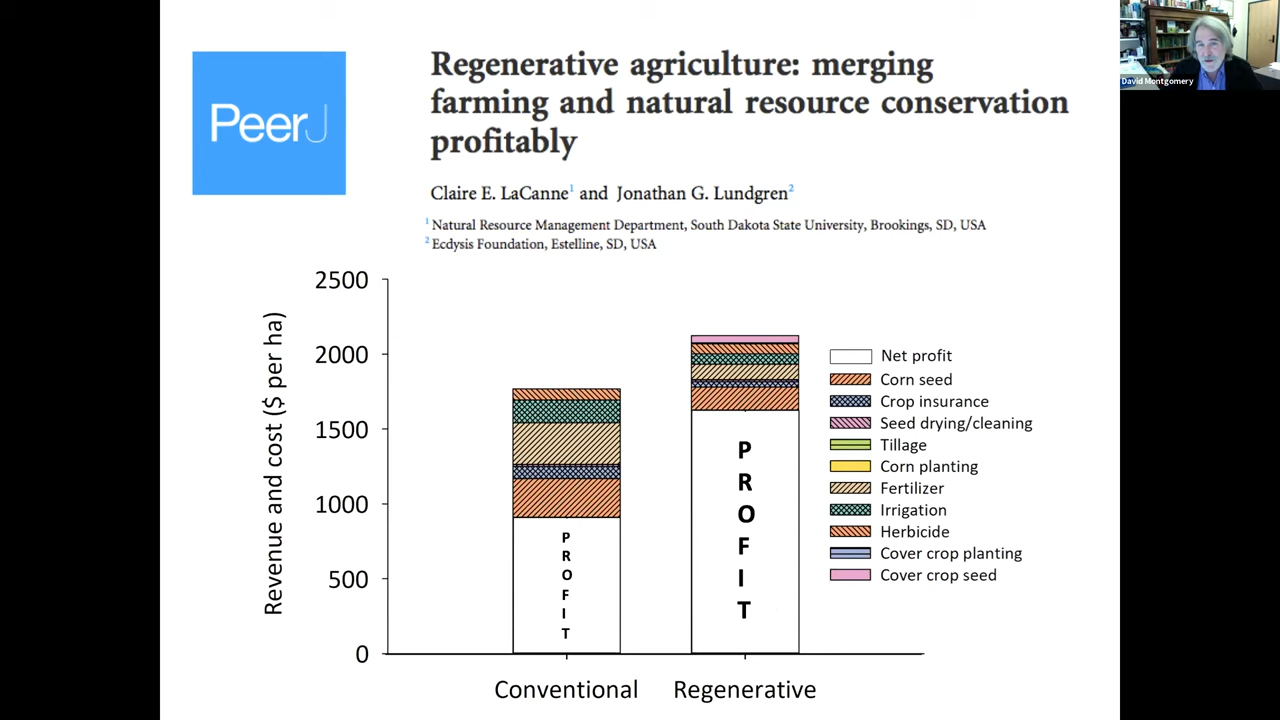 David Montgomery
PeerJ
Regenerative agriculture: merging
farming and natural resource conservation
profitably
Claire E. LaCanne1 and Jonathan G. Lundgren2
1 Natural Resource Management Department, South Dakota State University, Brookings, SD, USA
2 Ecdysis Foundation, Estelline, SD, USA
Revenue and cost ($ per ha)
2500
2000
1500
1000
500
0
PROFIT
PROFIT
Conventional
Regenerative
Net profit
Corn seed
Crop insurance
Seed drying/cleaning
Tillage
Corn planting
Fertilizer
Irrigation
Herbicide
Cover crop planting
Cover crop seed